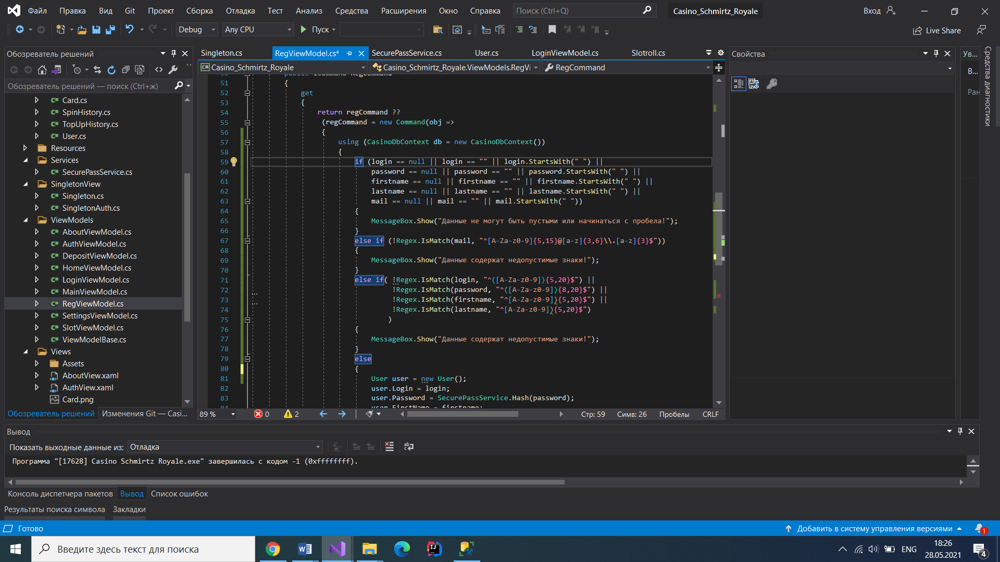 Файл Правка Вид Git Проект Сборка Отладка Тест Анализ Средства Расширения Окно Справка Поиск (Ctrl+Q) Casino_Schmirtz_Royale Вход
Debug Any CPU Пуск Live Share
Обозреватель решений
Обозреватель решений — поиск (Ctrl+ж)
Card.cs
SpinHistory.cs
TopUpHistory.cs
User.cs
Resources
Services
SecurePassService.cs
SingletonView
Singleton.cs
SingletonAuth.cs
ViewModels
AboutViewModel.cs
AuthViewModel.cs
DepositViewModel.cs
HomeViewModel.cs
LoginViewModel.cs
MainViewModel.cs
RegViewModel.cs
SettingsViewModel.cs
SlotViewModel.cs
ViewModelBase.cs
Views
Assets
AboutView.xaml
AuthView.xaml
Card.png
Обозреватель решений Изменения Git — Casi...
Singleton.cs RegViewModel.cs* SecurePassService.cs User.cs LoginViewModel.cs Slotroll.cs
Casino_Schmirtz_Royale Casino_Schmirtz_Royale.ViewModels.RegVi RegCommand
51 {
52 get
53 {
54 return regCommand ??
55 (regCommand = new Command(obj =>
56 {
57 using (CasinoDbContext db = new CasinoDbContext())
58 {
59 if (login == null || login == "" || login.StartsWith(" ") ||
60 password == null || password == "" || password.StartsWith(" ") ||
61 firstname == null || firstname == "" || firstname.StartsWith(" ") ||
62 lastname == null || lastname == "" || lastname.StartsWith(" ") ||
63 mail == null || mail == "" || mail.StartsWith(" "))
64 {
65 MessageBox.Show("Данные не могут быть пустыми или начинаться с пробела!");
66 }
67 else if (!Regex.IsMatch(mail, "^[A-Za-z0-9]{5,15}@[a-z]{3,6}\\.[a-z]{3}$"))
68 {
69 MessageBox.Show("Данные содержат недопустимые знаки!");
70 }
71 else if( !Regex.IsMatch(login, "^([A-Za-z0-9]){5,20}$") ||
72 !Regex.IsMatch(password, "^([A-Za-z0-9]){8,20}$") ||
73 !Regex.IsMatch(firstname, "^[A-Za-z0-9]){5,20}$") ||
74 !Regex.IsMatch(lastname, "^[A-Za-z0-9]){5,20}$")
75 )
76 {
77 MessageBox.Show("Данные содержат недопустимые знаки!");
78 }
79 else
80 {
81 User user = new User();
82 user.Login = login;
83 user.Password = SecurePassService.Hash(password);
89 % 0 2 Стр: 59 Симв: 26 Пробелы CRLF
Свойства
Ув...
В...
Ран
Средства диагностики
Вывод
Показать выходные данные из: Отладка
Программа "[17628] Casino Schmirtz Royale.exe" завершилась с кодом -1 (0xffffffff).
Консоль диспетчера пакетов Вывод Список ошибок
Результаты поиска символа Закладки
Готово Добавить в систему управления версиями 1
Введите здесь текст для поиска ENG 18:26
28.05.2021 4